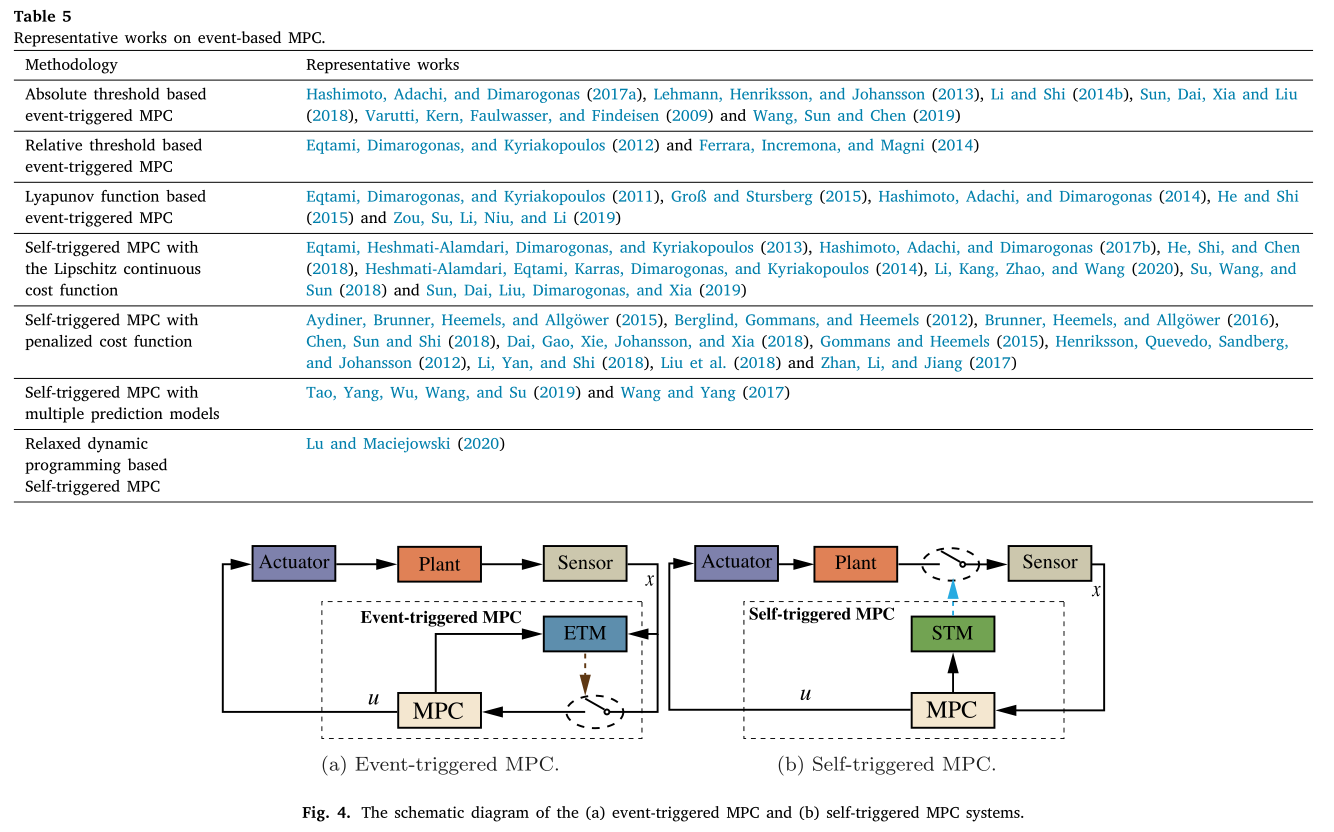 Table 5
Representative works on event-based MPC.
Methodology Representative works
Absolute threshold based
event-triggered MPC
Hashimoto, Adachi, and Dimarogonas (2017a), Lehmann, Henriksson, and Johansson (2013), Li and Shi (2014b), Sun, Dai, Xia and Liu
(2018), Varutti, Kern, Faulwasser, and Findeisen (2009) and Wang, Sun and Chen (2019)
Relative threshold based
event-triggered MPC
Eqtami, Dimarogonas, and Kyriakopoulos (2012) and Ferrara, Incremona, and Magni (2014)
Lyapunov function based
event-triggered MPC
Eqtami, Dimarogonas, and Kyriakopoulos (2011), Groß and Stursberg (2015), Hashimoto, Adachi, and Dimarogonas (2014), He and Shi
(2015) and Zou, Su, Li, Niu, and Li (2019)
Self-triggered MPC with
the Lipschitz continuous
cost function
Eqtami, Heshmati-Alamdari, Dimarogonas, and Kyriakopoulos (2013), Hashimoto, Adachi, and Dimarogonas (2017b), He, Shi, and Chen
(2018), Heshmati-Alamdari, Eqtami, Karras, Dimarogonas, and Kyriakopoulos (2014), Li, Kang, Zhao, and Wang (2020), Su, Wang, and
Sun (2018) and Sun, Dai, Liu, Dimarogonas, and Xia (2019)
Self-triggered MPC with
penalized cost function
Aydiner, Brunner, Heemels, and Allgöwer (2015), Berglind, Gommans, and Heemels (2012), Brunner, Heemels, and Allgöwer (2016),
Chen, Sun and Shi (2018), Dai, Gao, Xie, Johansson, and Xia (2018), Gommans and Heemels (2015), Henriksson, Quevedo, Sandberg,
and Johansson (2012), Li, Yan, and Shi (2018), Liu et al. (2018) and Zhan, Li, and Jiang (2017)
Self-triggered MPC with
multiple prediction models
Tao, Yang, Wu, Wang, and Su (2019) and Wang and Yang (2017)
Relaxed dynamic
programming based
Self-triggered MPC
Lu and Maciejowski (2020)
Actuator
Plant
Sensor
x
Event-triggered MPC
ETM
u
MPC
(a) Event-triggered MPC.
Actuator
Plant
Sensor
x
Self-triggered MPC
STM
u
MPC
(b) Self-triggered MPC.
Fig. 4. The schematic diagram of the (a) event-triggered MPC and (b) self-triggered MPC systems.